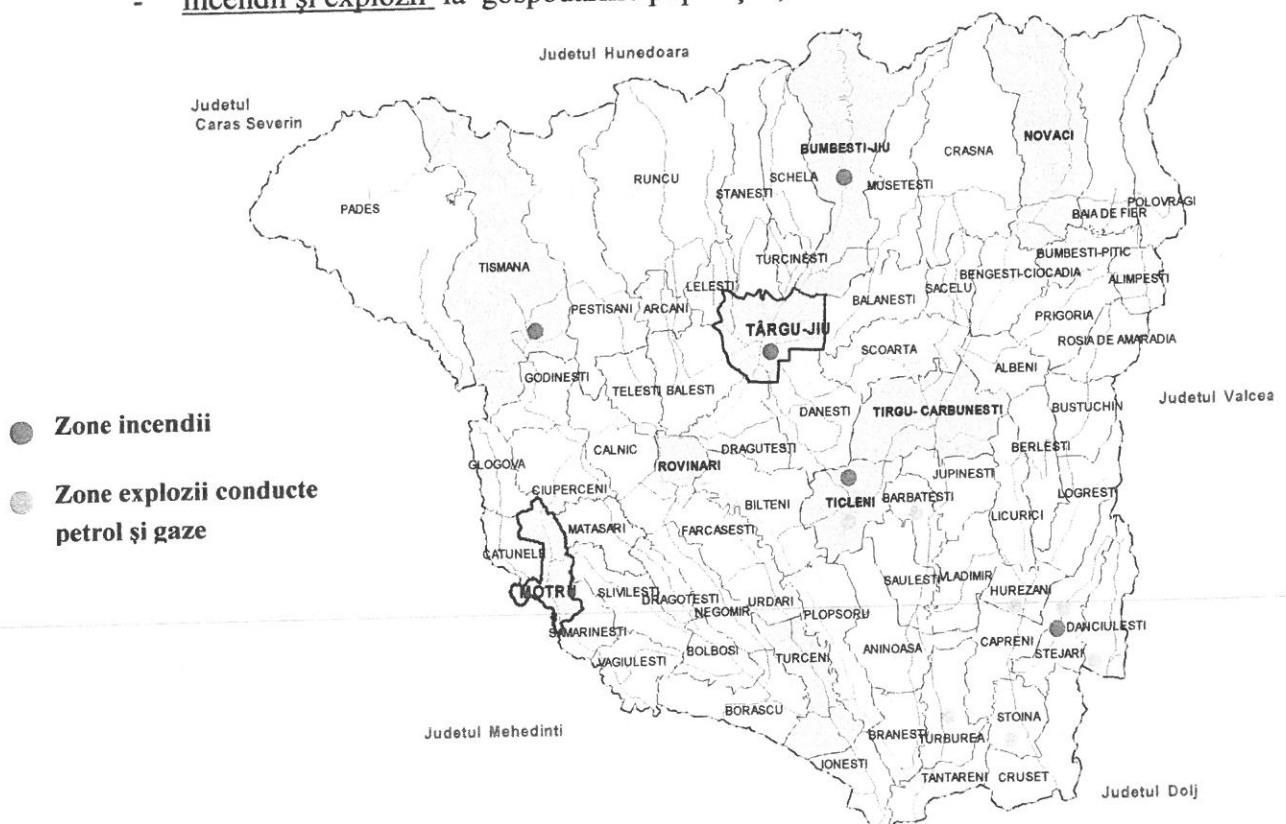 - Incendii și explozii la
Judetul Hunedoara
Judetul
Caras Severin
BUMBESTI-JIU
NOVACI
CRASNA
RUNCU
SCHELA
MUSETESTI
STANESTI
PADES
POLOVRAGI
BAIA DE FIER
TURCINESTI
BUMBESTI-PITIC
TISMANA
BENGESTI-CIOCADIA
LELESTI
SACELU
ALIMPESTI
BALANESTI
PESTISANI
ARCANI
PRIGORIA
TÂRGU-JIU
ROSIA DE AMARADIA
SCOARTA
ALBENI
GODINESTI
TELESTI
BALESTI
Judetul Valcea
DANESTI
TIRGU- CARBUNESTI
BUSTUCHIN
Zone incendii
CALNIC
DRAGUTESTI
BERLESTI
GLOGOVA
ROVINARI
JUPINESTI
Zone explozii conducte
petrol și gaze
CIUPERCENI
BILTENI
TICLENI
BARBATESTI
LOGREST
LICURICI
MATASARI
FARCASESTI
CATUNELE
SAULESTI
VLADIMIR
HUREZANI
MOTRU
SLIVILESTI
DRAGOTESTI
NEGOMIR
URDARI
PLOPSORU
DANCIULESTI
SAMARINESTI
CAPRENI
STEJARI
BOLBOSI
TURCENI
ANINOASA
VAGIULESTI
BORASCU
STOINA
Judetul Mehedinti
BRANESTI
TURBUREA
JONESTI
TANTARENI
CRUSET
Judetul Dolj